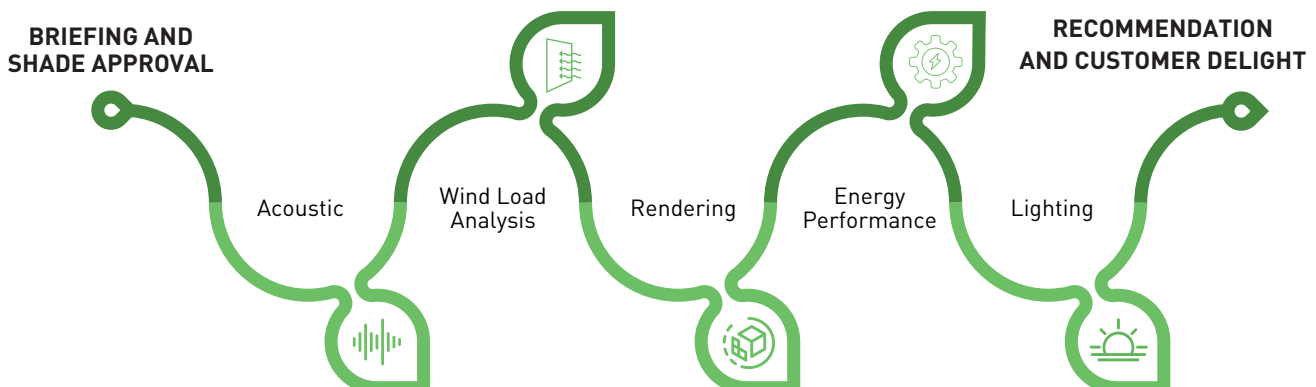 BRIEFING AND
SHADE APPROVAL
Acoustic
Wind Load
Analysis
Rendering
Energy
Performance
Lighting
RECOMMENDATION
AND CUSTOMER DELIGHT